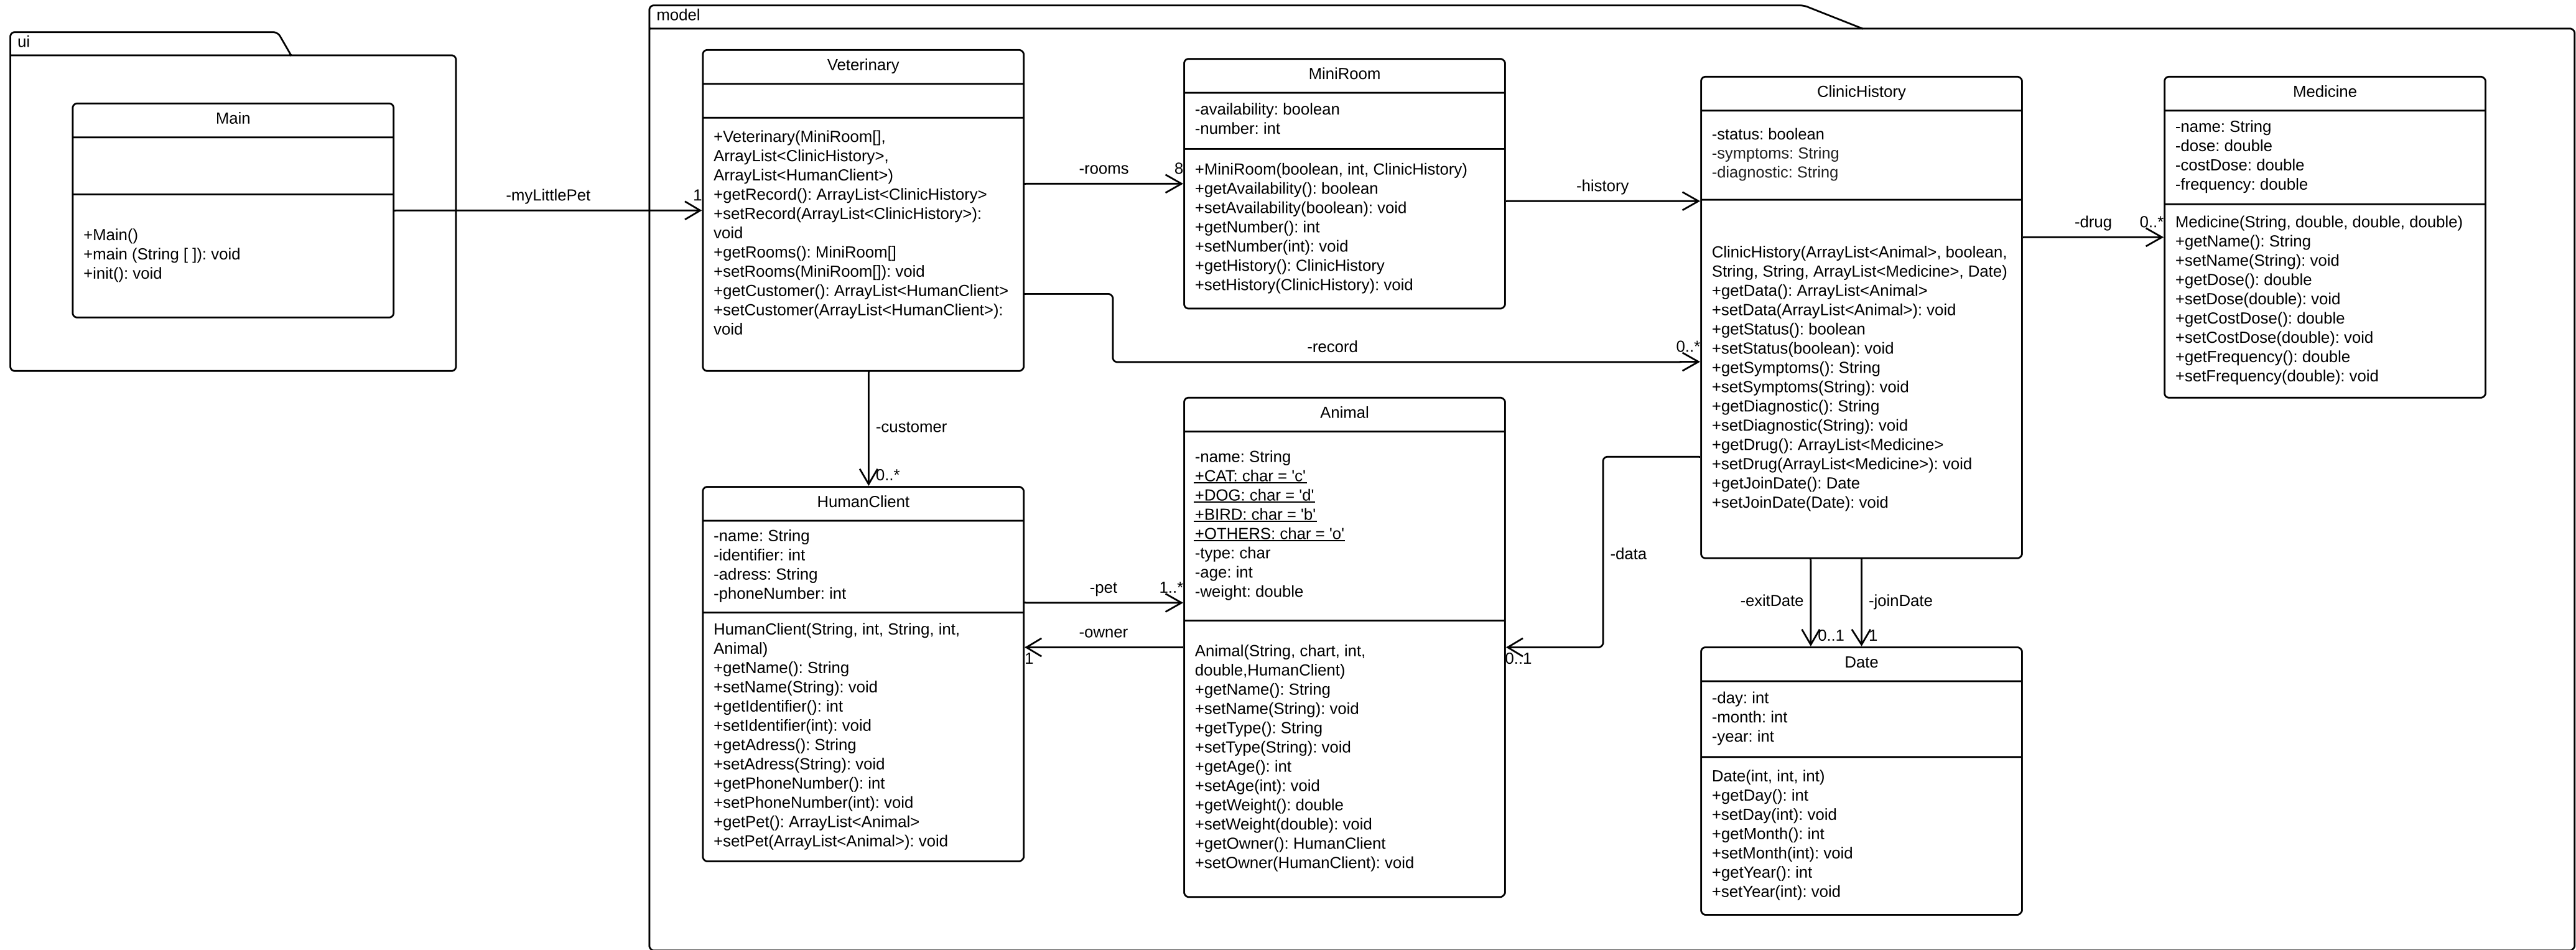 ui
Main
+Main()
+main (String [ ]): void
+init(): void
-myLittlePet
1
model
Veterinary
+Veterinary(MiniRoom[],
ArrayList<ClinicHistory>,
ArrayList<HumanClient>)
+getRecord(): ArrayList<ClinicHistory>
+setRecord(ArrayList<ClinicHistory>):
void
+getRooms(): MiniRoom[]
+setRooms(MiniRoom[]): void
+getCustomer(): ArrayList<HumanClient>
+setCustomer(ArrayList<HumanClient>):
void
-rooms
8
MiniRoom
-availability: boolean
-number: int
+MiniRoom(boolean, int, ClinicHistory)
+getAvailability(): boolean
+setAvailability(boolean): void
+getNumber(): int
+setNumber(int): void
+getHistory(): ClinicHistory
+setHistory(ClinicHistory): void
-history
-record
0..*
ClinicHistory
-status: boolean
-symptoms: String
-diagnostic: String
ClinicHistory(ArrayList<Animal>, boolean,
String, String, ArrayList<Medicine>, Date)
+getData(): ArrayList<Animal>
+setData(ArrayList<Animal>): void
+getStatus(): boolean
+setStatus(boolean): void
+getSymptoms(): String
+setSymptoms(String): void
+getDiagnostic(): String
+setDiagnostic(String): void
+getDrug(): ArrayList<Medicine>
+setDrug(ArrayList<Medicine>): void
+getJoinDate(): Date
+setJoinDate(Date): void
-drug
0..*
Medicine
-name: String
-dose: double
-costDose: double
-frequency: double
Medicine(String, double, double, double)
+getName(): String
+setName(String): void
+getDose(): double
+setDose(double): void
+getCostDose(): double
+setCostDose(double): void
+getFrequency(): double
+setFrequency(double): void
-customer
0..*
HumanClient
-name: String
-identifier: int
-adress: String
-phoneNumber: int
HumanClient(String, int, String, int,
Animal)
+getName(): String
+setName(String): void
+getIdentifier(): int
+setIdentifier(int): void
+getAdress(): String
+setAdress(String): void
+getPhoneNumber(): int
+setPhoneNumber(int): void
+getPet(): ArrayList<Animal>
+setPet(ArrayList<Animal>): void
-pet
1..*
-owner
1
Animal
-name: String
+CAT: char = 'c'
+DOG: char = 'd'
+BIRD: char = 'b'
+OTHERS: char = 'o'
-type: char
-age: int
-weight: double
Animal(String, chart, int,
double,HumanClient)
+getName(): String
+setName(String): void
+getType(): String
+setType(String): void
+getAge(): int
+setAge(int): void
+getWeight(): double
+setWeight(double): void
+getOwner(): HumanClient
+setOwner(HumanClient): void
-data
0..1
-exitDate
0..1
-joinDate
1
Date
-day: int
-month: int
-year: int
Date(int, int, int)
+getDay(): int
+setDay(int): void
+getMonth(): int
+setMonth(int): void
+getYear(): int
+setYear(int): void